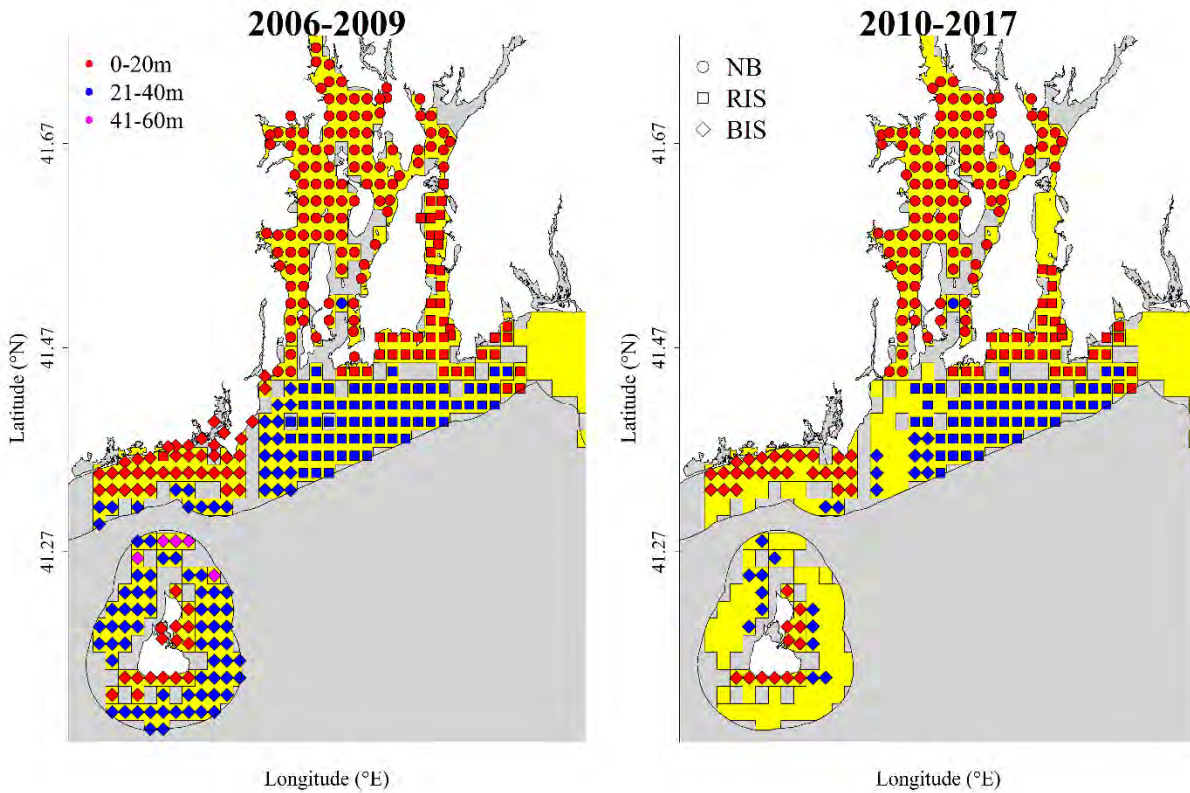 2006-2009
2010-2017
0-20m
21-40m
41-60m
NB
RIS
BIS
Latitude (°N)
41.67
41.47
41.27
Longitude (°E)
Latitude (°N)
41.67
41.47
41.27
Longitude (°E)